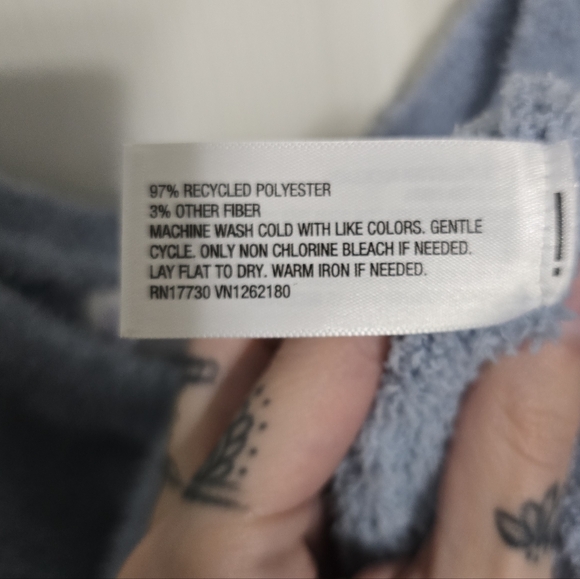 97% RECYCLED POLYESTER
3% OTHER FIBER
MACHINE WASH COLD WITH LIKE COLORS. GENTLE
CYCLE. ONLY NON CHLORINE BLEACH IF NEEDED.
LAY FLAT TO DRY. WARM IRON IF NEEDED.
RN17730 VN1262180